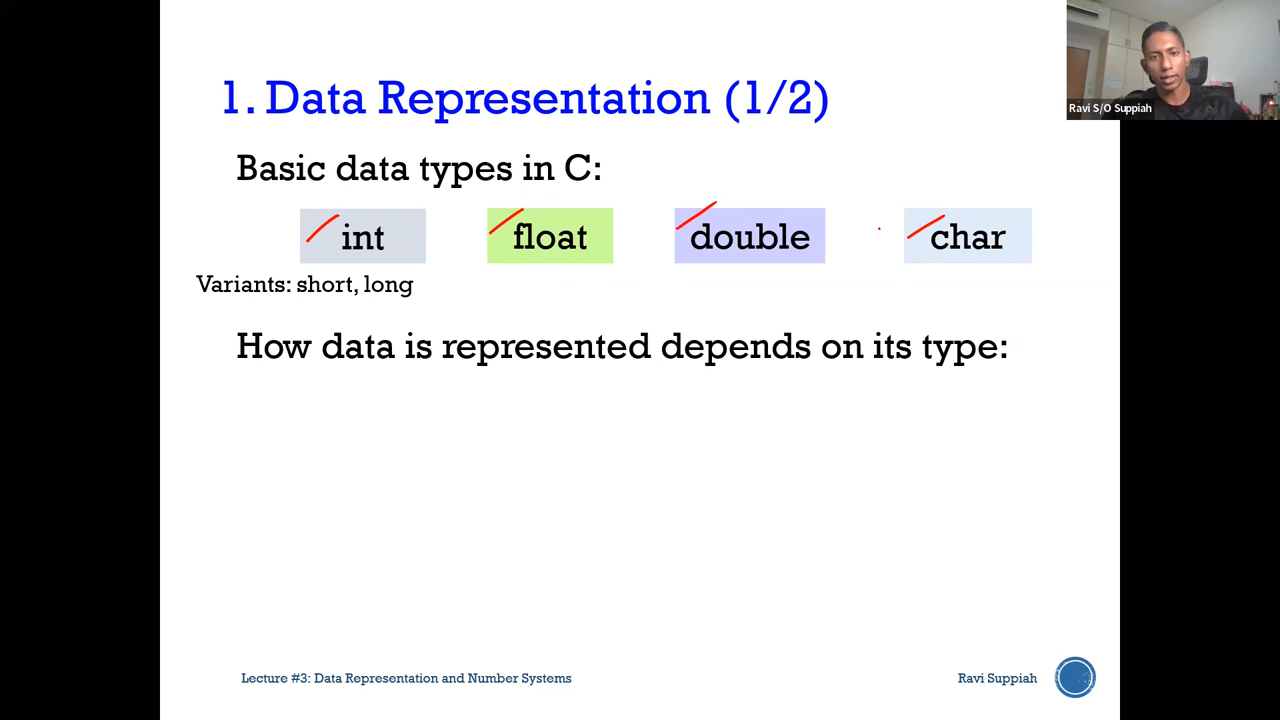 1. Data Representation (1/2)
Ravi S/O Suppiah
Basic data types in C:
int float double char
Variants: short, long
How data is represented depends on its type:
Lecture #3: Data Representation and Number Systems
Ravi Suppiah